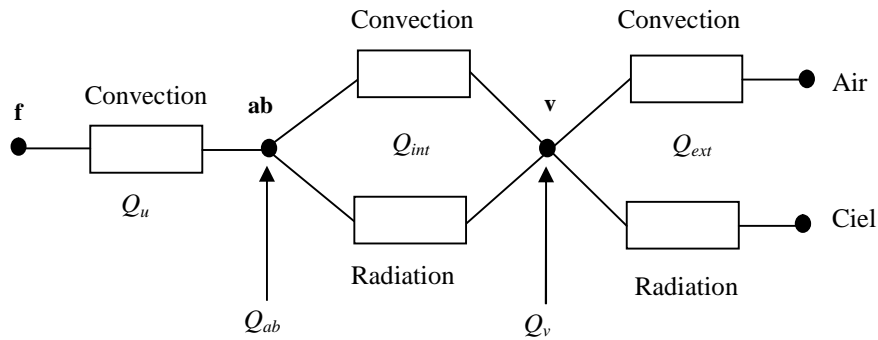 Convection
Convection
Air
Convection
f
ab
v
Q_int
Q_ext
Q_u
Ciel
Radiation
Radiation
Q_ab
Q_v